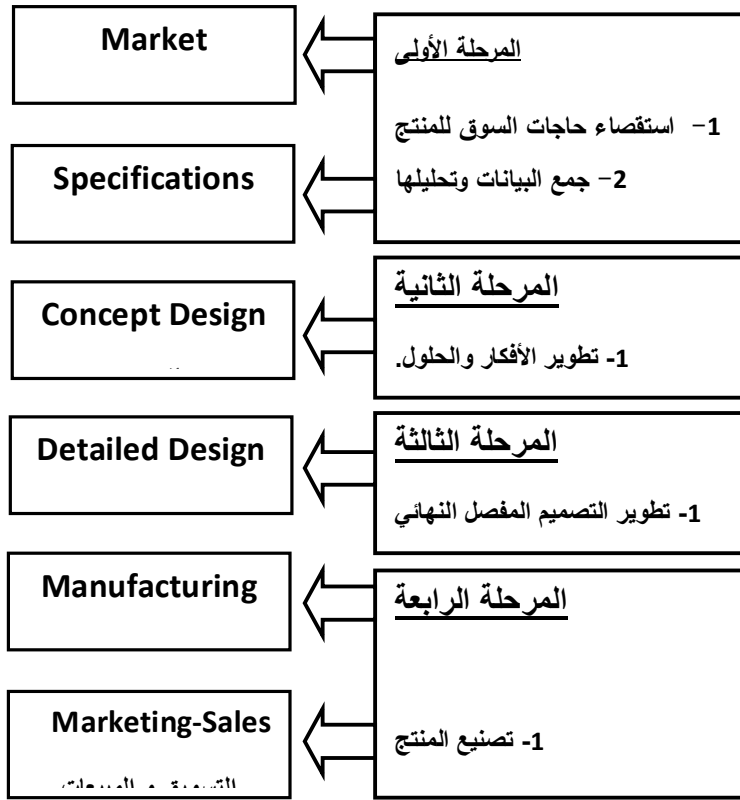 Market
المرحلة الأولى
1- استقصاء حاجات السوق للمنتج
Specifications
2- جمع البيانات وتحليلها
Concept Design
المرحلة الثانية
1- تطوير الأفكار والحلول.
Detailed Design
المرحلة الثالثة
1- تطوير التصميم المفصل النهائي
Manufacturing
المرحلة الرابعة
Marketing-Sales
1- تصنيع المنتج